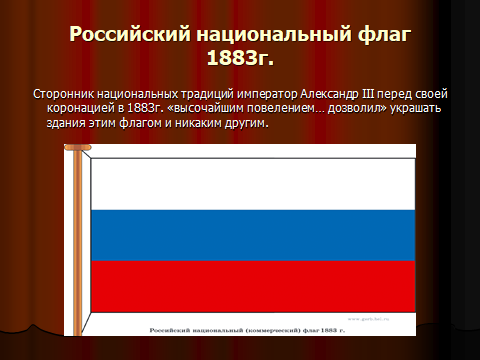 Российский национальный флаг
1883г.
Сторонник национальных традиций император Александр III перед своей
коронацией в 1883г. «высочайшим повелением… дозволил» украшать
здания этим флагом и никаким другим.
Российский национальный (коммерческий) флаг 1883 г.